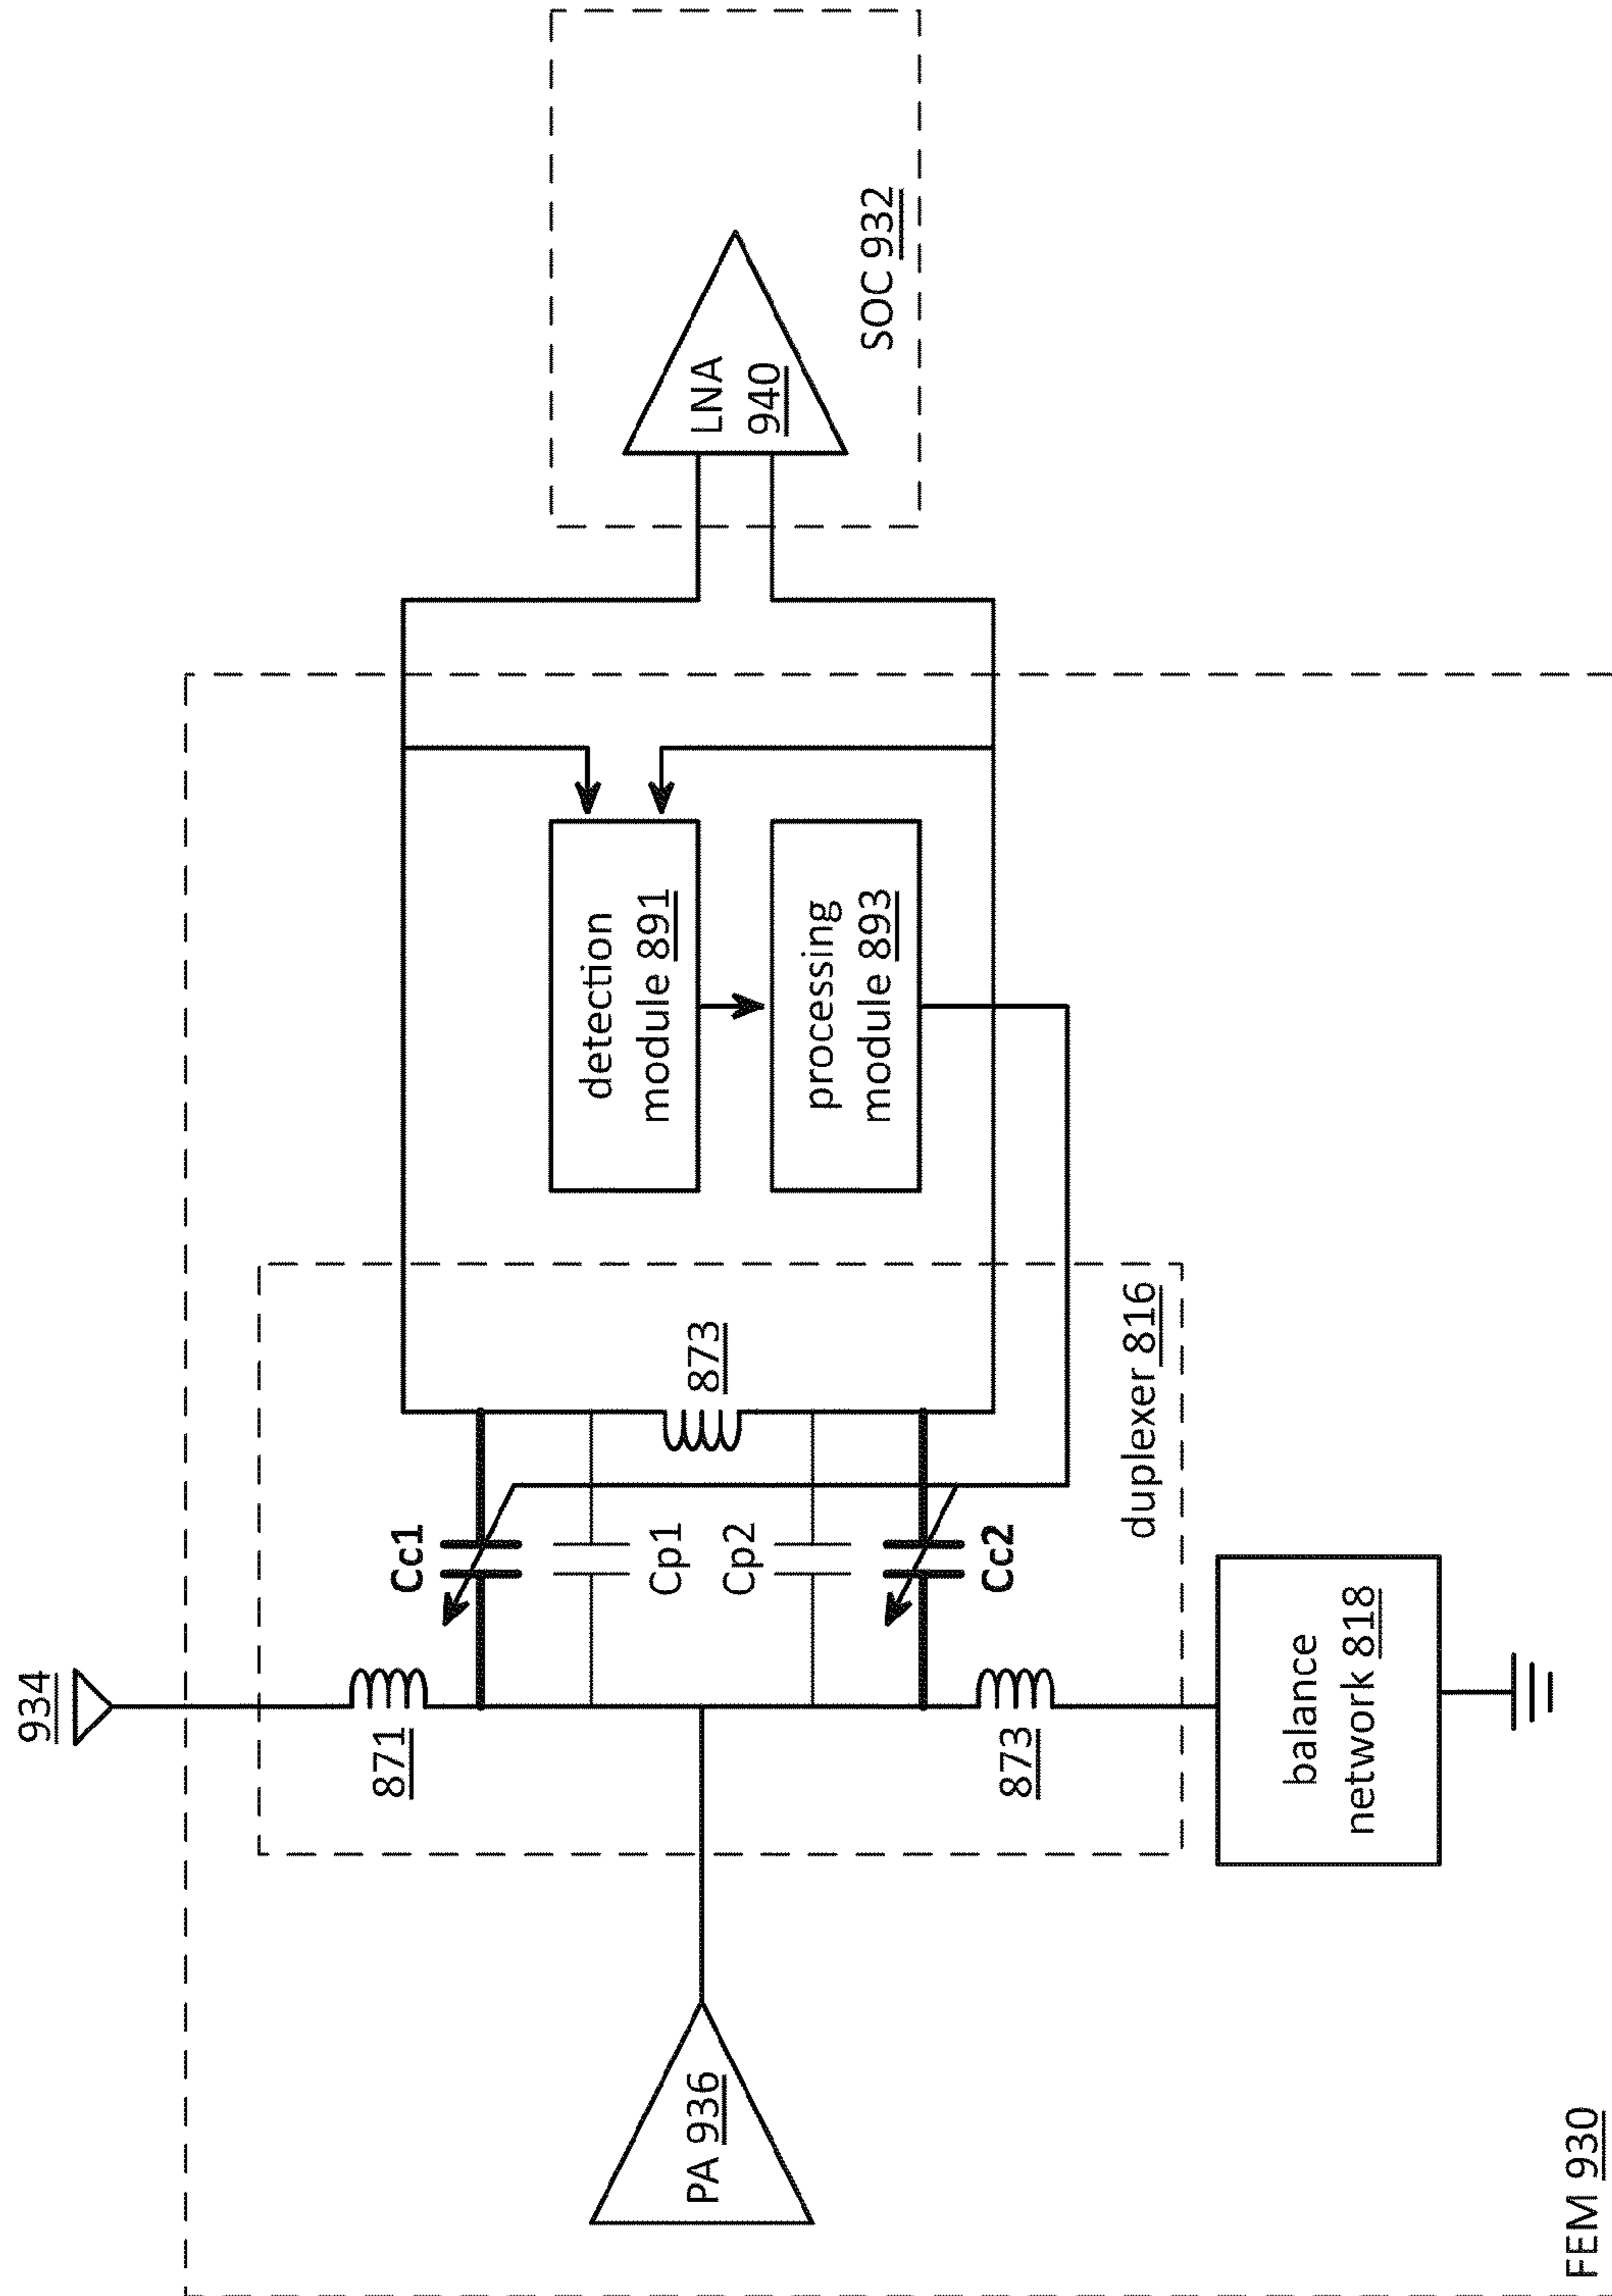 934
871
Cc1
Cp1
Cp2
Cc2
873
873
duplexer 816
PA 936
balance
network 818
detection
module 891
processing
module 893
LNA
940
SOC 932
FEM 930